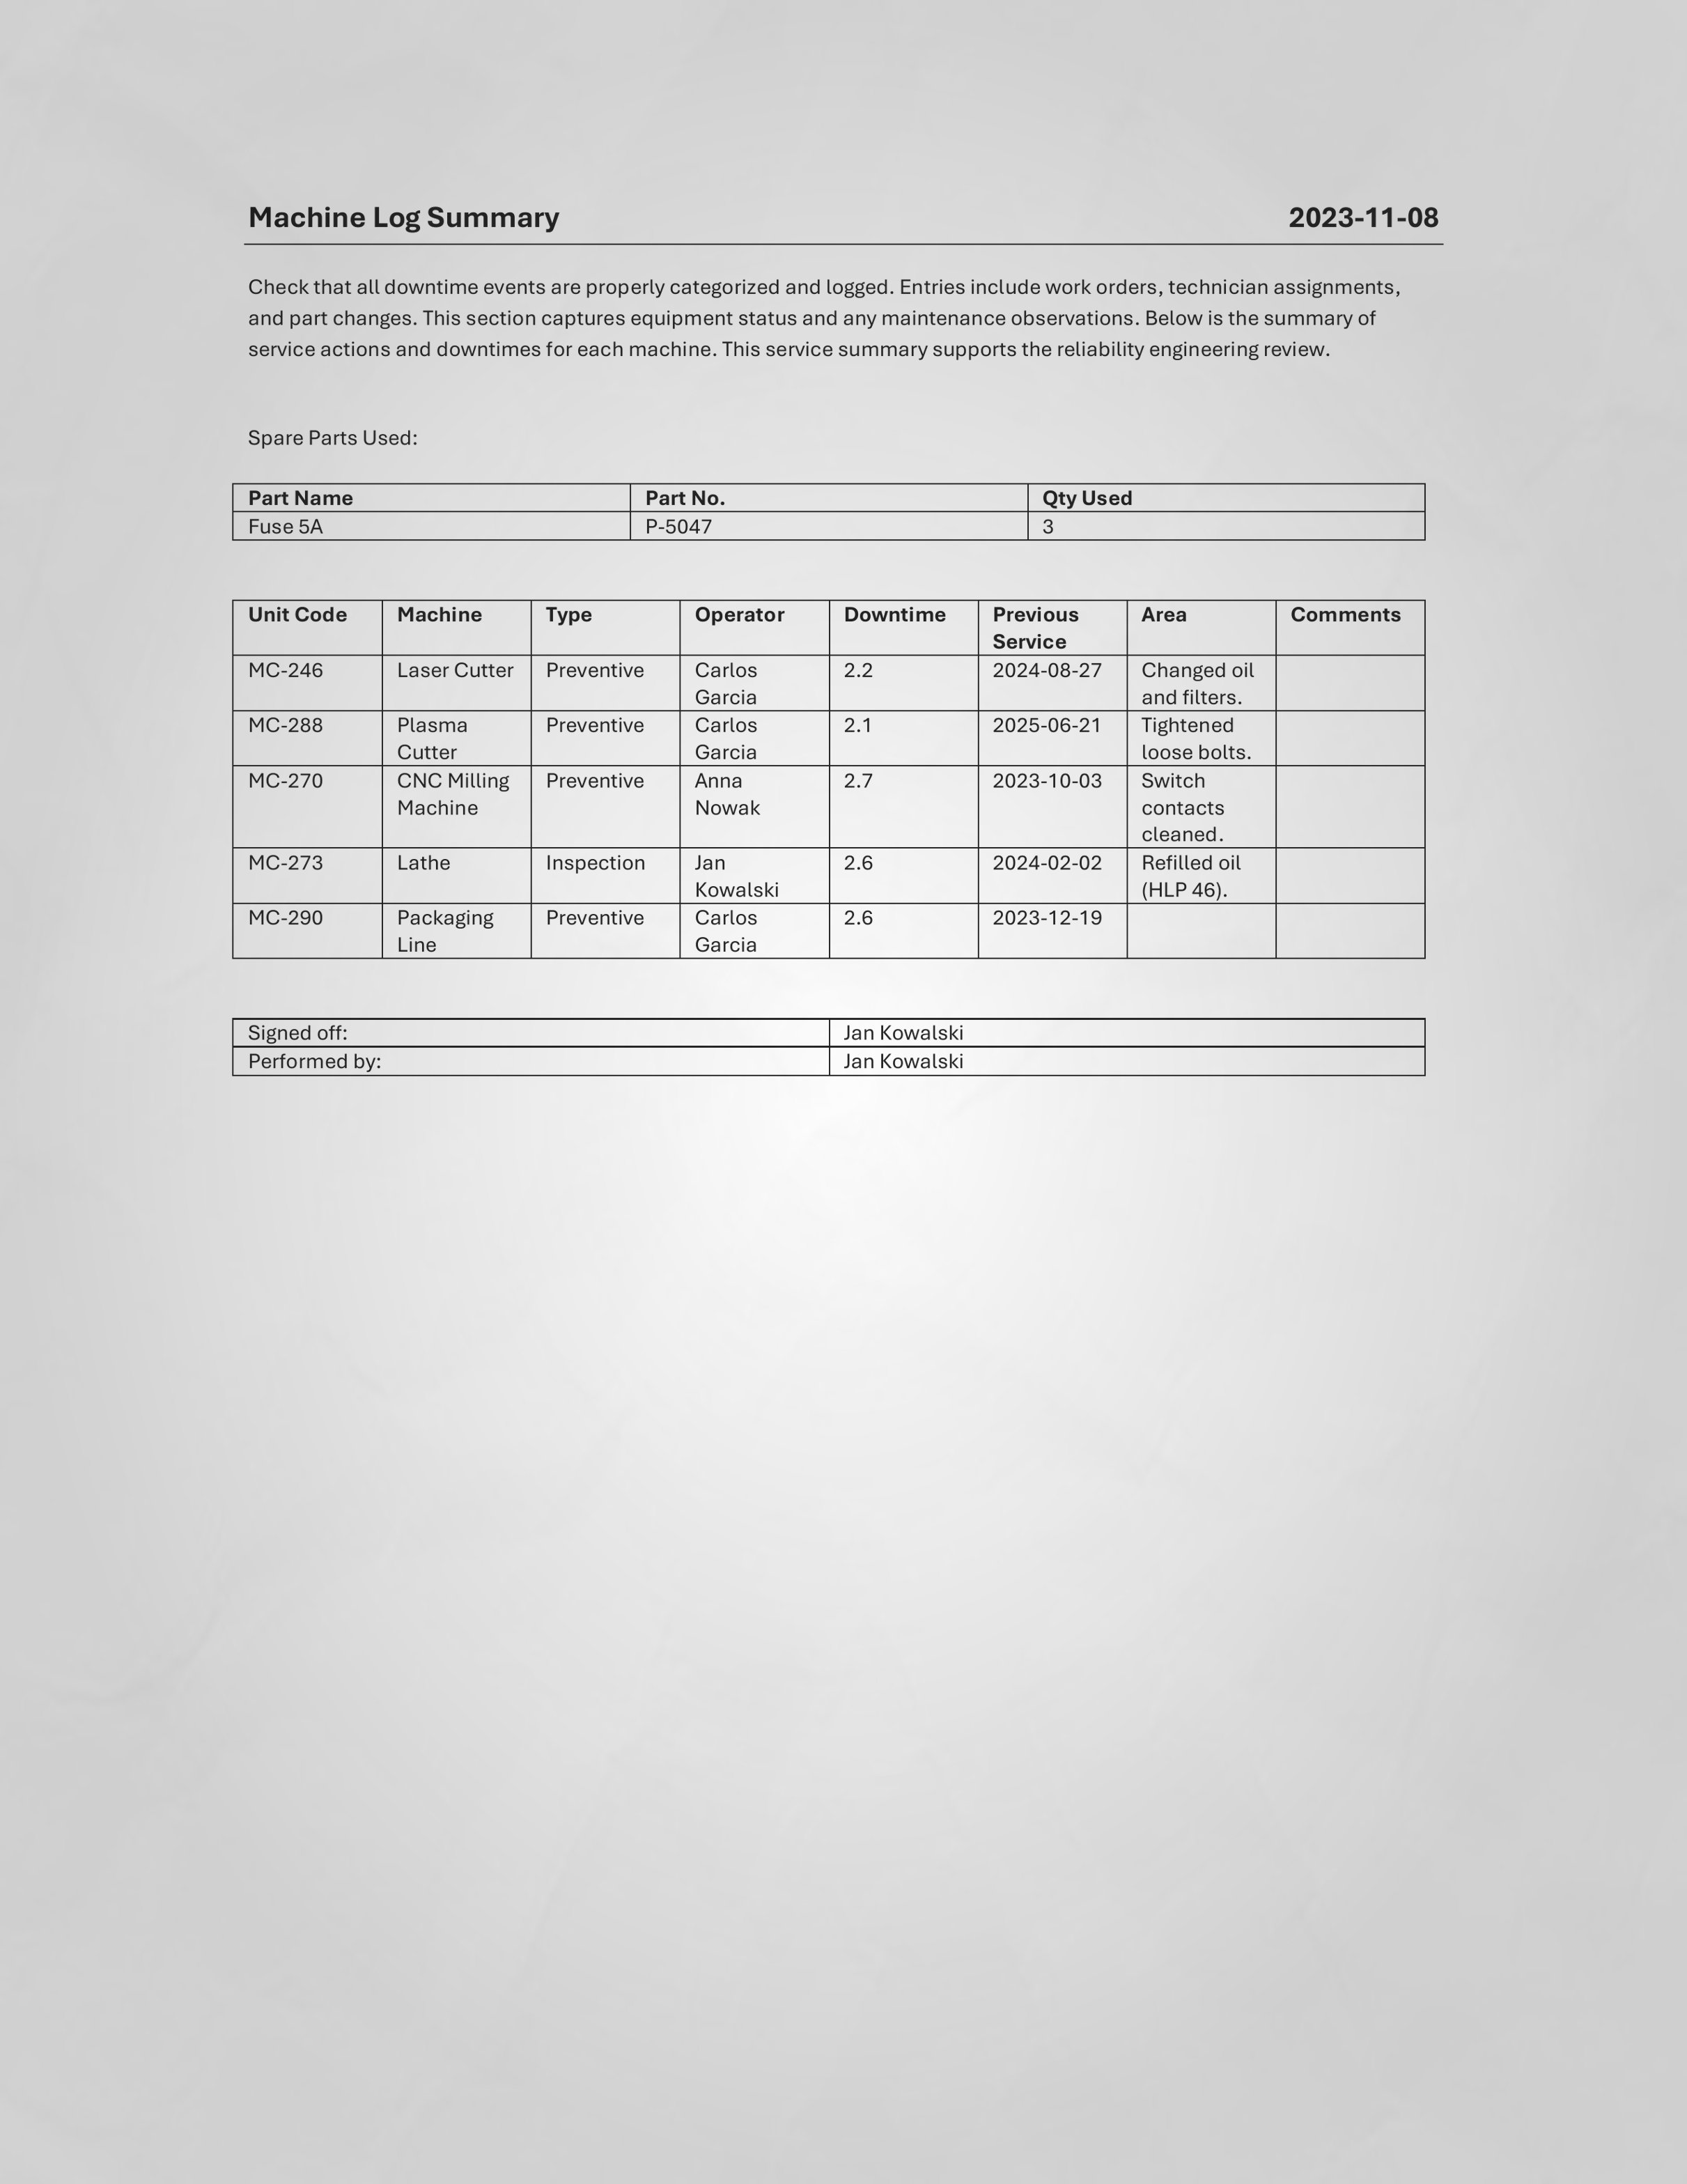 Machine Log Summary 2023-11-08
Check that all downtime events are properly categorized and logged. Entries include work orders, technician assignments,
and part changes. This section captures equipment status and any maintenance observations. Below is the summary of
service actions and downtimes for each machine. This service summary supports the reliability engineering review.
Spare Parts Used:
Part Name Part No. Qty Used
Fuse 5A P-5047 3
Unit Code Machine Type Operator Downtime Previous Area Comments
Service
MC-246 Laser Cutter Preventive Carlos 2.2 2024-08-27 Changed oil
Garcia and filters.
MC-288 Plasma Preventive Carlos 2.1 2025-06-21 Tightened
Cutter Garcia loose bolts.
MC-270 CNC Milling Preventive Anna 2.7 2023-10-03 Switch
Machine Nowak contacts
cleaned.
MC-273 Lathe Inspection Jan 2.6 2024-02-02 Refilled oil
Kowalski (HLP 46).
MC-290 Packaging Preventive Carlos 2.6 2023-12-19
Line Garcia
Signed off: Jan Kowalski
Performed by: Jan Kowalski